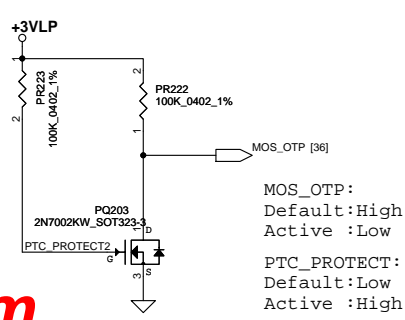 +3VLP
1
2
PR223
100K_0402_1%
2
1
PR222
100K_0402_1%
MOS_OTP [36]
PQ203
2N7002KW_SOT323-3
PTC_PROTECT2
G
1
D
3
S
MOS_OTP:
Default:High
Active :Low
PTC_PROTECT:
Default:Low
Active :High
m